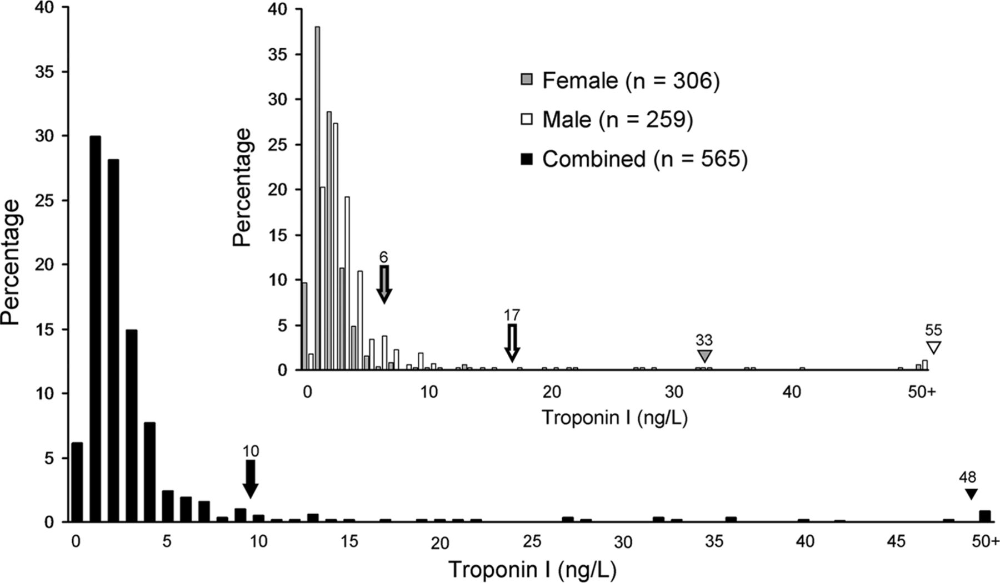 40
35
30
25
20
15
10
5
0
Percentage
0 5 10 15 20 25 30 35 40 45 50+
Troponin I (ng/L)
10
48
40
35
30
25
20
15
10
5
0
Percentage
0 10 20 30 40 50+
Troponin I (ng/L)
6
17
33
55
Female (n = 306)
Male (n = 259)
Combined (n = 565)